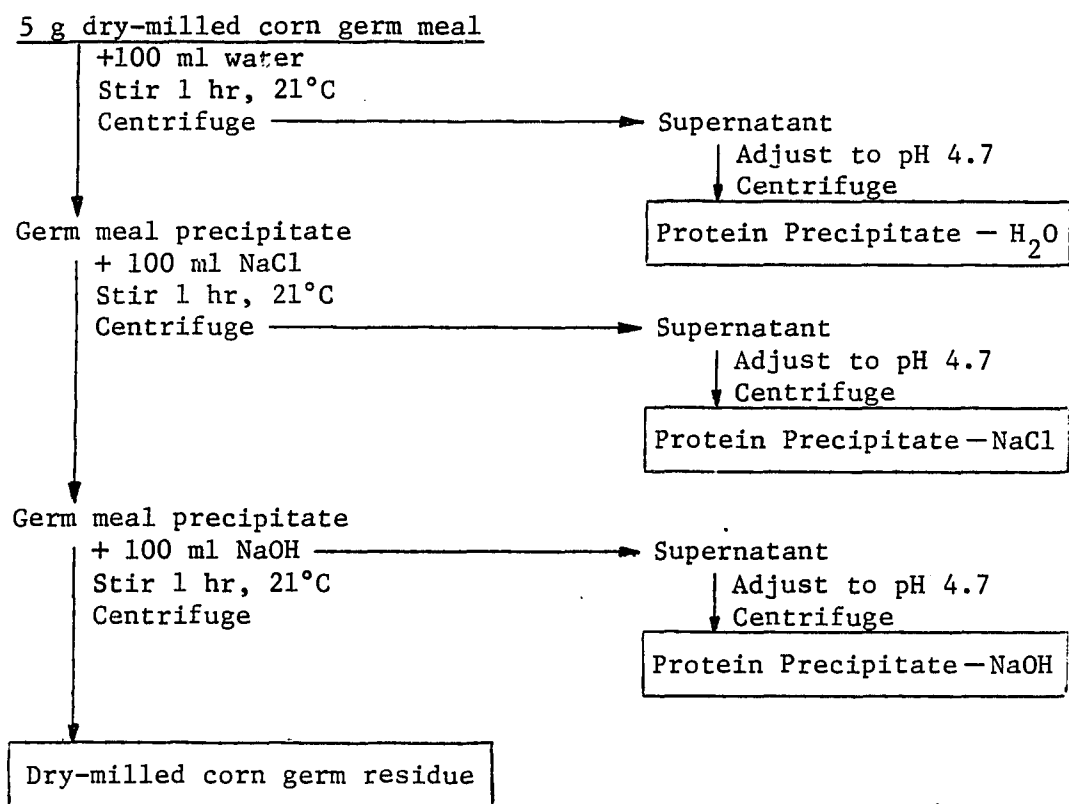 5 g dry-milled corn germ meal
+100 ml water
Stir 1 hr, 21°C
Centrifuge
Supernatant
Adjust to pH 4.7
Centrifuge
Protein Precipitate — H2O
Germ meal precipitate
+ 100 ml NaCl
Stir 1 hr, 21°C
Centrifuge
Supernatant
Adjust to pH 4.7
Centrifuge
Protein Precipitate — NaCl
Germ meal precipitate
+ 100 ml NaOH
Stir 1 hr, 21°C
Centrifuge
Supernatant
Adjust to pH 4.7
Centrifuge
Protein Precipitate — NaOH
Dry-milled corn germ residue